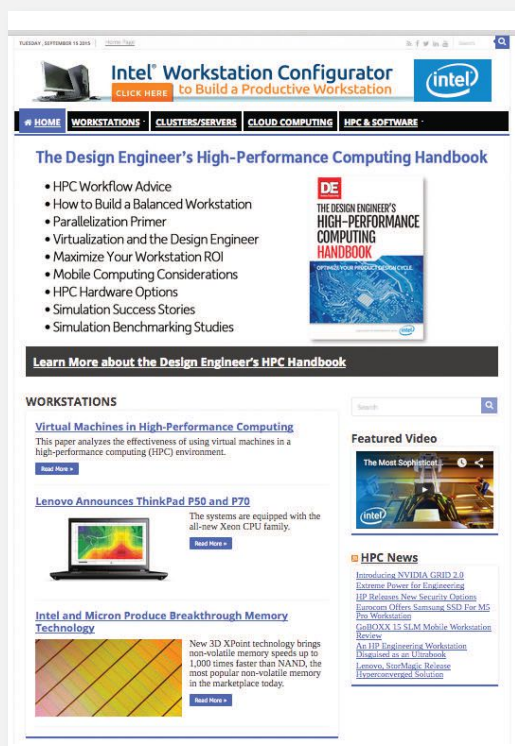 TUESDAY , SEPTEMBER 15 2015
Home Page
Search
Intel® Workstation Configurator
CLICK HERE to Build a Productive Workstation
intel
HOME WORKSTATIONS CLUSTERS/SERVERS CLOUD COMPUTING HPC & SOFTWARE
The Design Engineer's High-Performance Computing Handbook
• HPC Workflow Advice
• How to Build a Balanced Workstation
• Parallelization Primer
• Virtualization and the Design Engineer
• Maximize Your Workstation ROI
• Mobile Computing Considerations
• HPC Hardware Options
• Simulation Success Stories
• Simulation Benchmarking Studies
DE
THE DESIGN ENGINEER'S
HIGH-PERFORMANCE
COMPUTING
HANDBOOK
OPTIMIZE YOUR PRODUCT DESIGN CYCLE.
intel
Learn More about the Design Engineer's HPC Handbook
WORKSTATIONS
Virtual Machines in High-Performance Computing
This paper analyzes the effectiveness of using virtual machines in a
high-performance computing (HPC) environment.
Read More »
Lenovo Announces ThinkPad P50 and P70
The systems are equipped with the
all-new Xeon CPU family.
Read More »
Intel and Micron Produce Breakthrough Memory
Technology
New 3D XPoint technology brings
non-volatile memory speeds up to
1,000 times faster than NAND, the
most popular non-volatile memory
in the marketplace today.
Read More »
Search
Featured Video
The Most Sophisticat
intel
HPC News
Introducing NVIDIA GRID 2.0
Extreme Power for Engineering
HP Releases New Security Options
Eurocom Offers Samsung SSD For M5
Pro Workstation
GoBOXX 15 SLM Mobile Workstation
Review
An HP Engineering Workstation
Disguised as an Ultrabook
Lenovo, StorMagic Release
Hyperconverged Solution